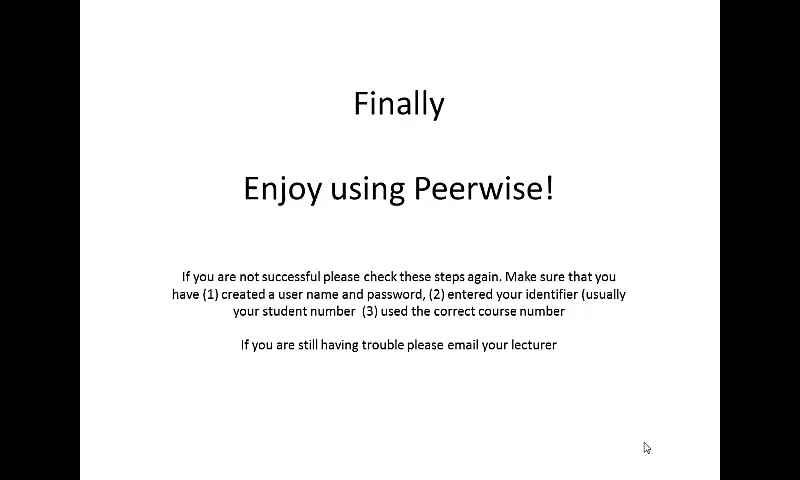 Finally
Enjoy using Peerwise!
If you are not successful please check these steps again. Make sure that you
have (1) created a user name and password, (2) entered your identifier (usually
your student number  (3) used the correct course number
If you are still having trouble please email your lecturer